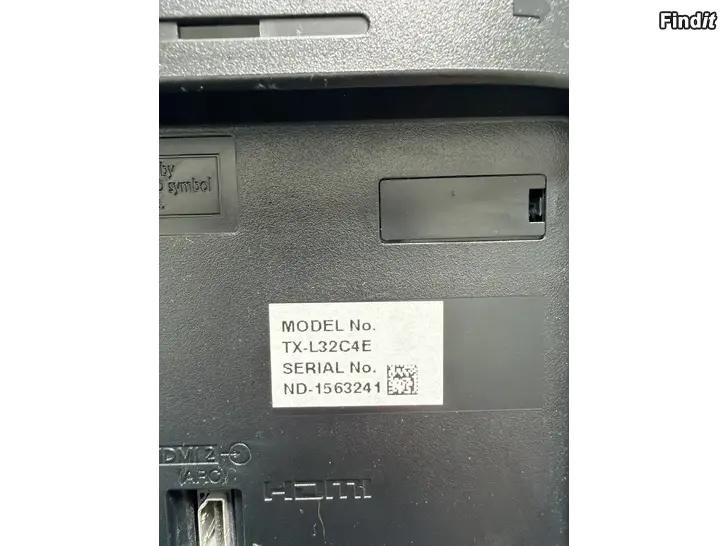 Findit
by
symbol
MODEL No.
TX-L32C4E
SERIAL No.
ND-1563241
HDMI 2
(ARC)
HDMI